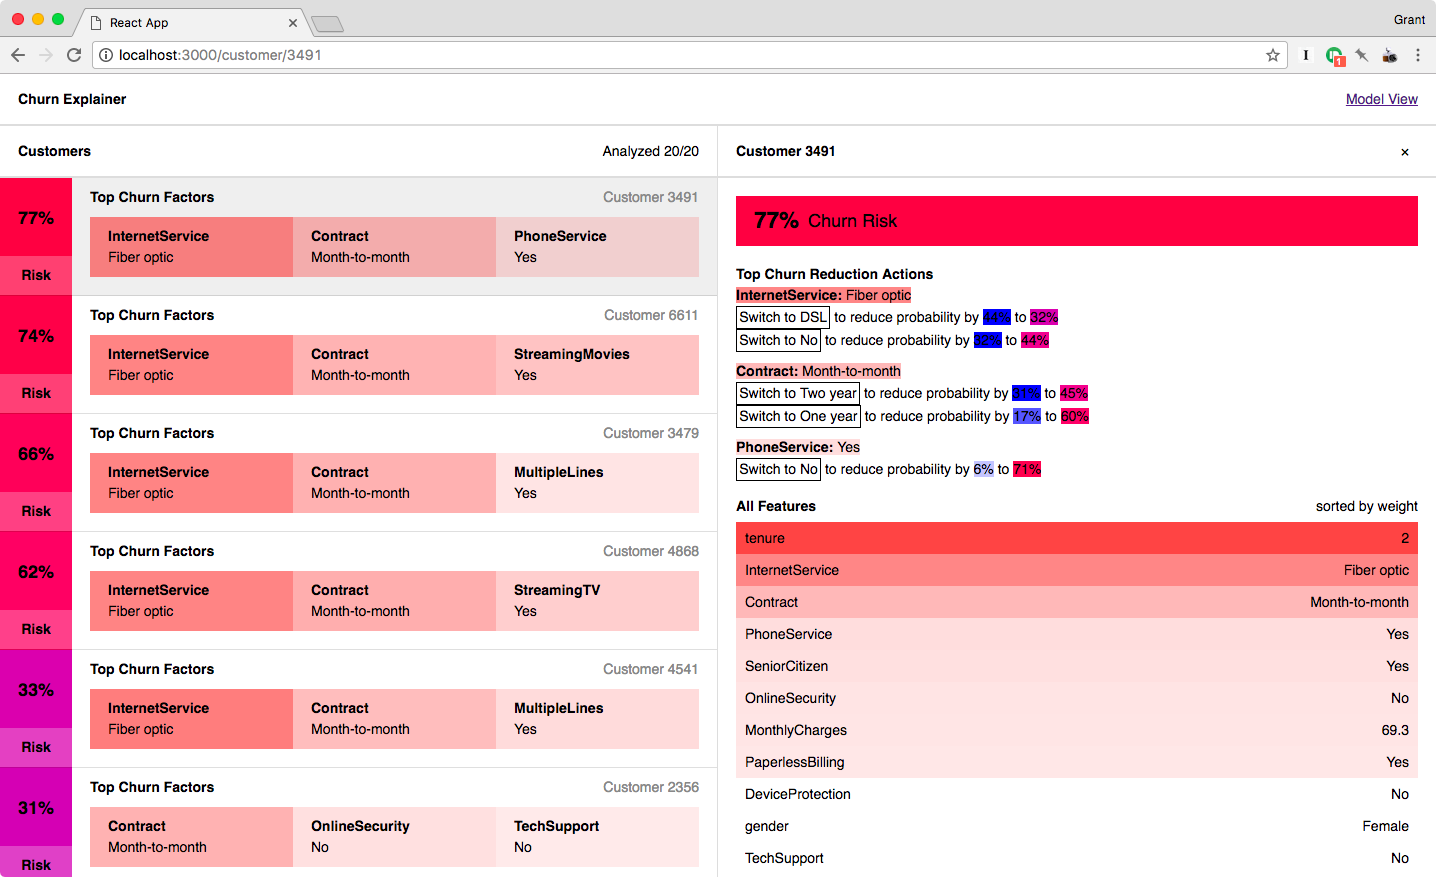 React App
Grant
localhost:3000/customer/3491
1
Churn Explainer
Model View
Customers
Analyzed 20/20
77%
Risk
Top Churn Factors
Customer 3491
InternetService
Fiber optic
Contract
Month-to-month
PhoneService
Yes
74%
Risk
Top Churn Factors
Customer 6611
InternetService
Fiber optic
Contract
Month-to-month
StreamingMovies
Yes
66%
Risk
Top Churn Factors
Customer 3479
InternetService
Fiber optic
Contract
Month-to-month
MultipleLines
Yes
62%
Risk
Top Churn Factors
Customer 4868
InternetService
Fiber optic
Contract
Month-to-month
StreamingTV
Yes
33%
Risk
Top Churn Factors
Customer 4541
InternetService
Fiber optic
Contract
Month-to-month
MultipleLines
Yes
31%
Risk
Top Churn Factors
Customer 2356
Contract
Month-to-month
OnlineSecurity
No
TechSupport
No
Customer 3491
×
77% Churn Risk
Top Churn Reduction Actions
InternetService: Fiber optic
Switch to DSL to reduce probability by 44% to 32%
Switch to No to reduce probability by 32% to 44%
Contract: Month-to-month
Switch to Two year to reduce probability by 31% to 45%
Switch to One year to reduce probability by 17% to 60%
PhoneService: Yes
Switch to No to reduce probability by 6% to 71%
All Features sorted by weight
tenure 2
InternetService Fiber optic
Contract Month-to-month
PhoneService Yes
SeniorCitizen Yes
OnlineSecurity No
MonthlyCharges 69.3
PaperlessBilling Yes
DeviceProtection No
gender Female
TechSupport No